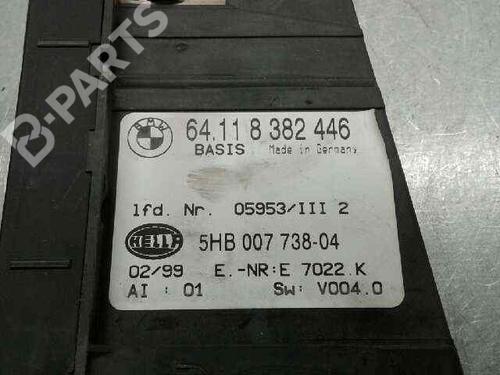 B-PARTS
BMW
64.11 8 382 446
BASIS Made in Germany
lfd. Nr. 05953/III 2
HELLA
5HB 007 738-04
02/99 E.-NR:E 7022.K
AI : 01 SW: V004.0